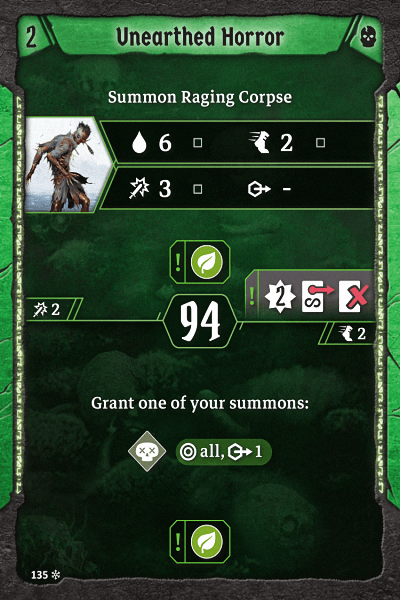 2 Unearthed Horror
Summon Raging Corpse
6 2
3 -
! 
! 2
2 94 2
Grant one of your summons:
all, 1
!
135